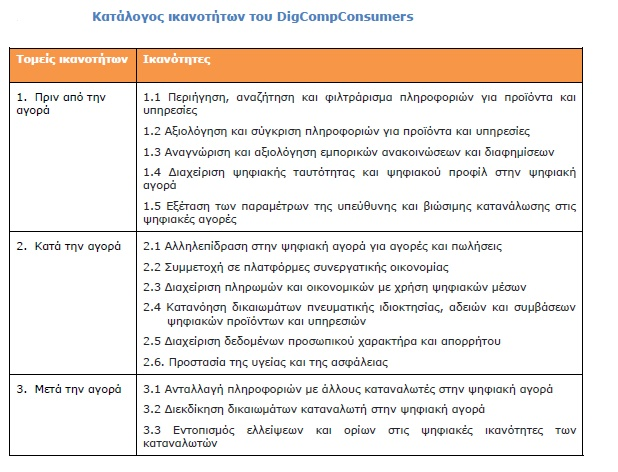 Κατάλογος ικανοτήτων του DigCompConsumers
Τομείς ικανοτήτων
Ικανότητες
1. Πριν από την
αγορά
1.1 Περιήγηση, αναζήτηση και φιλτράρισμα πληροφοριών για προϊόντα και
υπηρεσίες
1.2 Αξιολόγηση και σύγκριση πληροφοριών για προϊόντα και υπηρεσίες
1.3 Αναγνώριση και αξιολόγηση εμπορικών ανακοινώσεων και διαφημίσεων
1.4 Διαχείριση ψηφιακής ταυτότητας και ψηφιακού προφίλ στην ψηφιακή
αγορά
1.5 Εξέταση των παραμέτρων της υπεύθυνης και βιώσιμης κατανάλωσης στις
ψηφιακές αγορές
2. Κατά την αγορά
2.1 Αλληλεπίδραση στην ψηφιακή αγορά για αγορές και πωλήσεις
2.2 Συμμετοχή σε πλατφόρμες συνεργατικής οικονομίας
2.3 Διαχείριση πληρωμών και οικονομικών με χρήση ψηφιακών μέσων
2.4 Κατανόηση δικαιωμάτων πνευματικής ιδιοκτησίας, αδειών και συμβάσεων
ψηφιακών προϊόντων και υπηρεσιών
2.5 Διαχείριση δεδομένων προσωπικού χαρακτήρα και απορρήτου
2.6. Προστασία της υγείας και της ασφάλειας
3. Μετά την αγορά
3.1 Ανταλλαγή πληροφοριών με άλλους καταναλωτές στην ψηφιακή αγορά
3.2 Διεκδίκηση δικαιωμάτων καταναλωτή στην ψηφιακή αγορά
3.3 Εντοπισμός ελλείψεων και ορίων στις ψηφιακές ικανότητες των
καταναλωτών